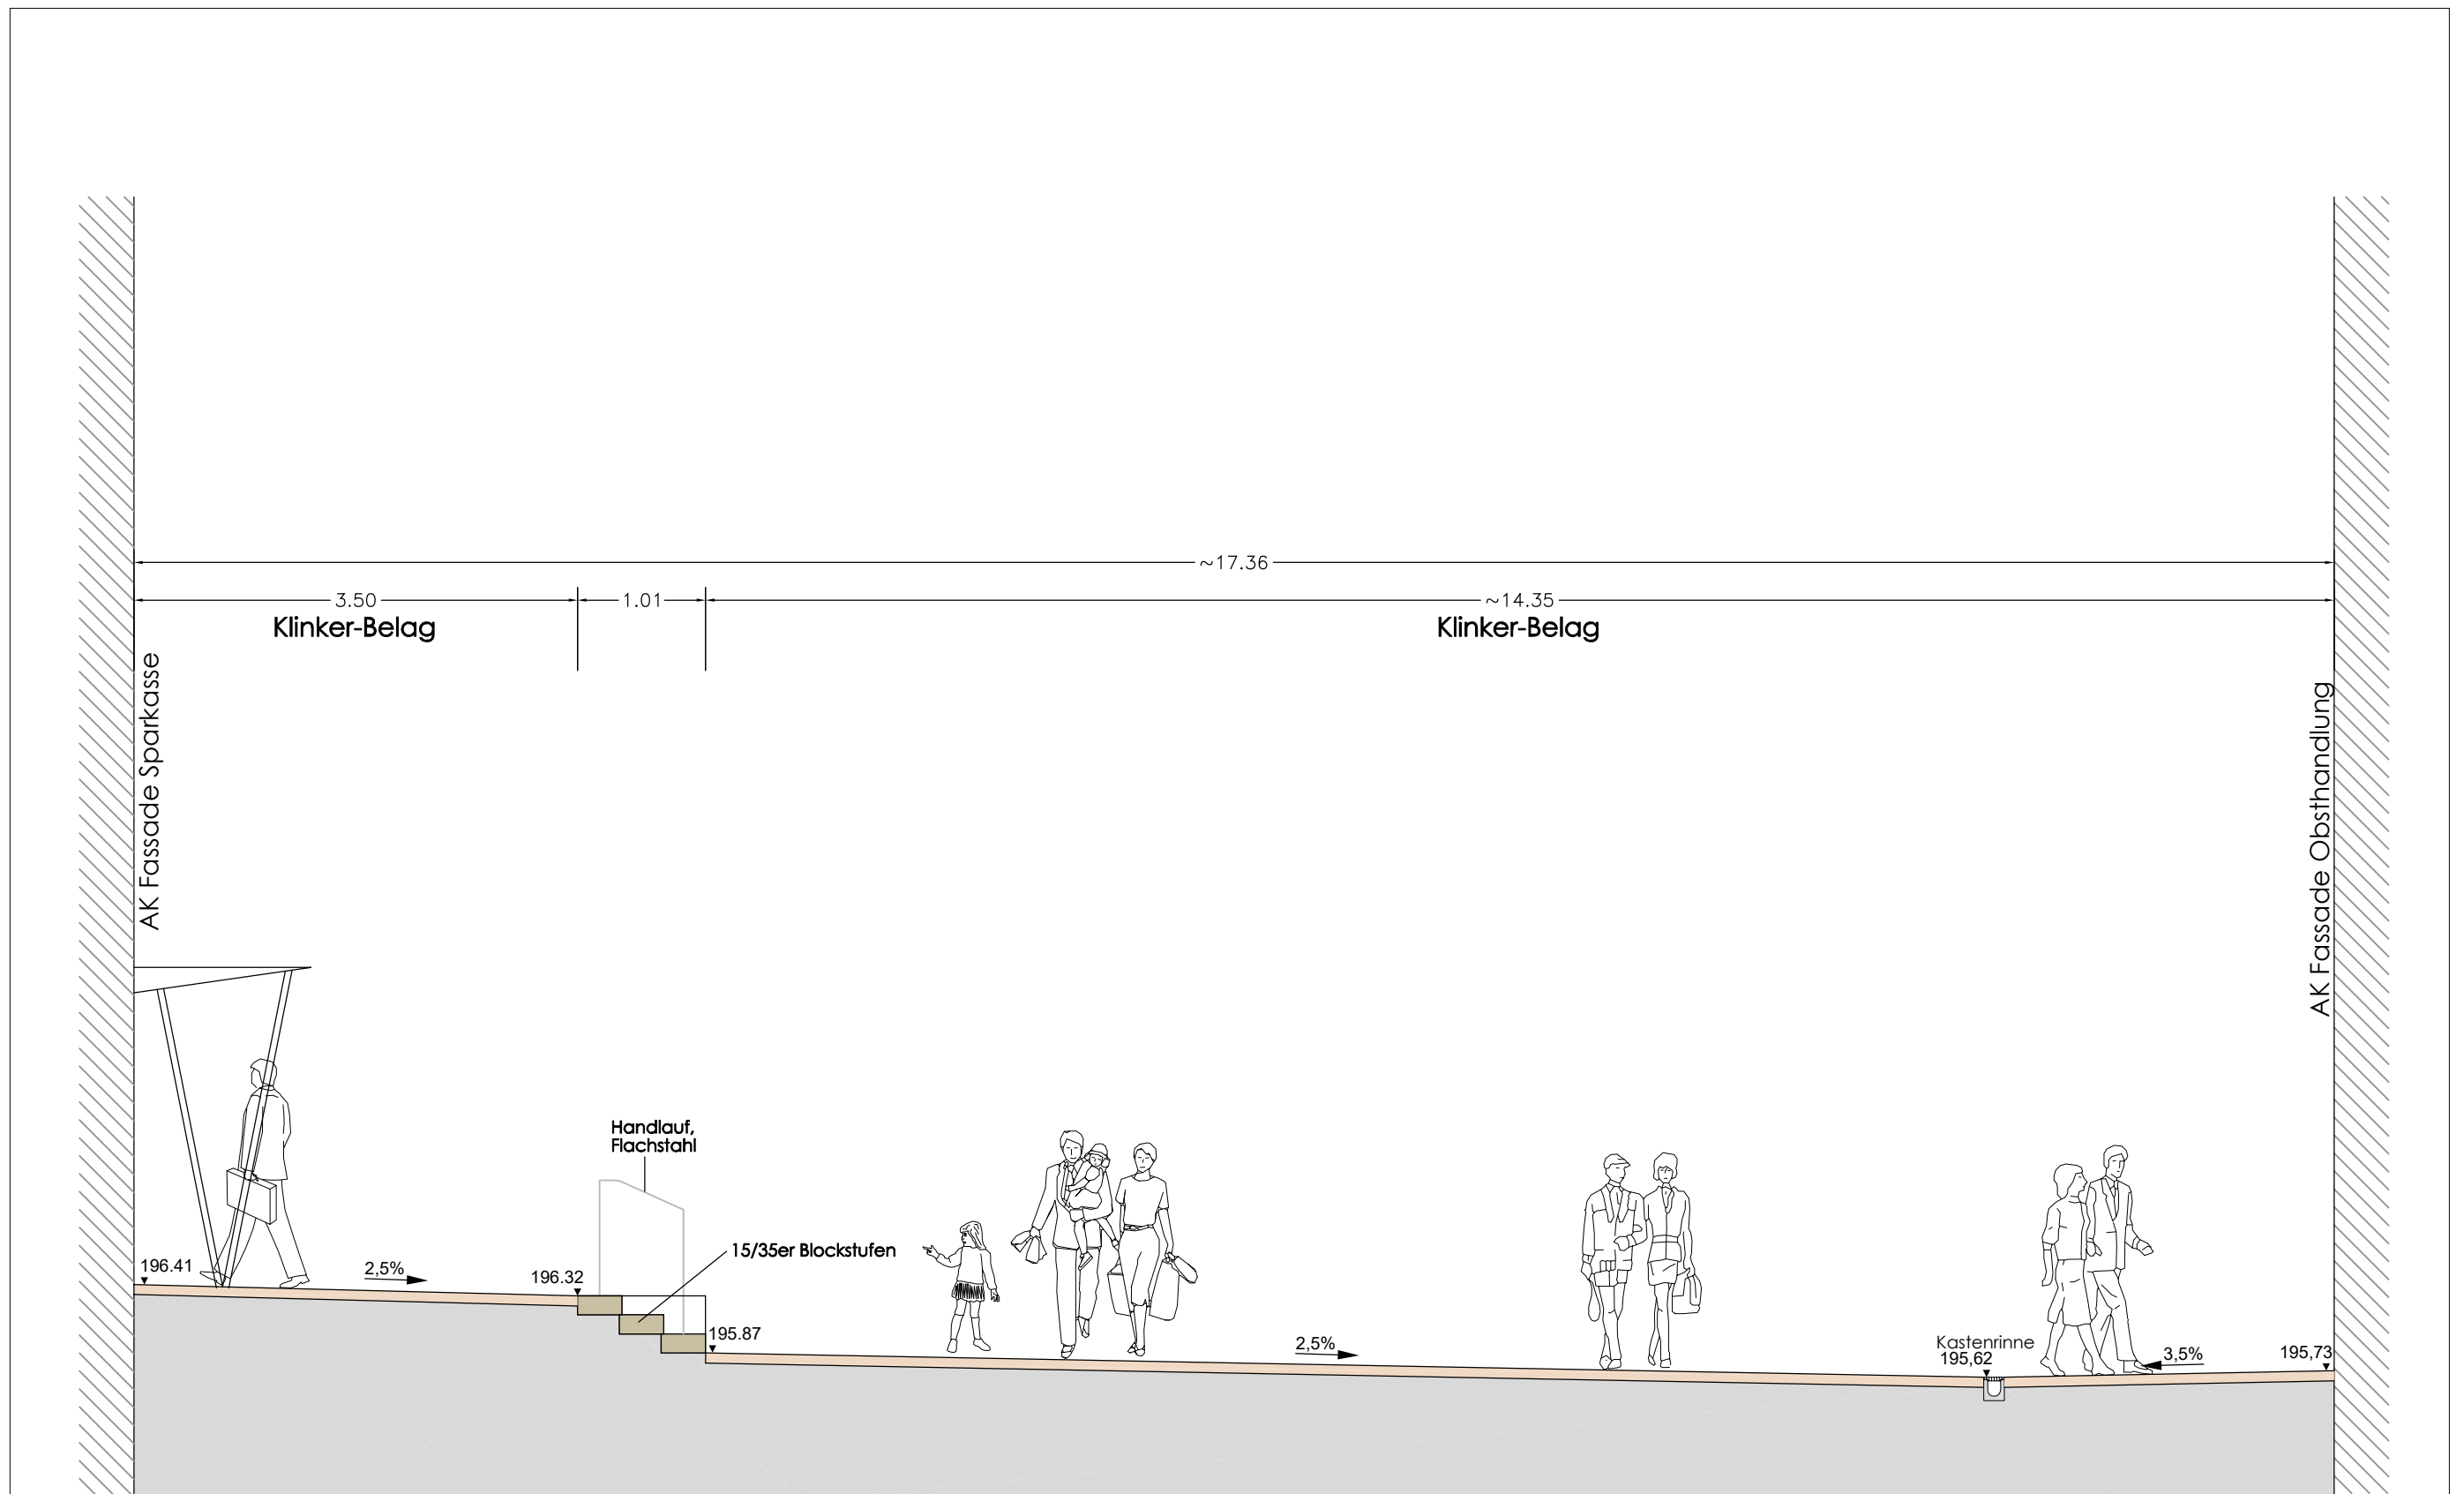 ~17.36
3.50
1.01
~14.35
Klinker-Belag
Klinker-Belag
AK Fassade Sparkasse
AK Fassade Obsthandlung
Handlauf,
Flachstahl
15/35er Blockstufen
196.41
2,5%
196.32
195.87
2,5%
Kastenrinne
195,62
3,5%
195,73